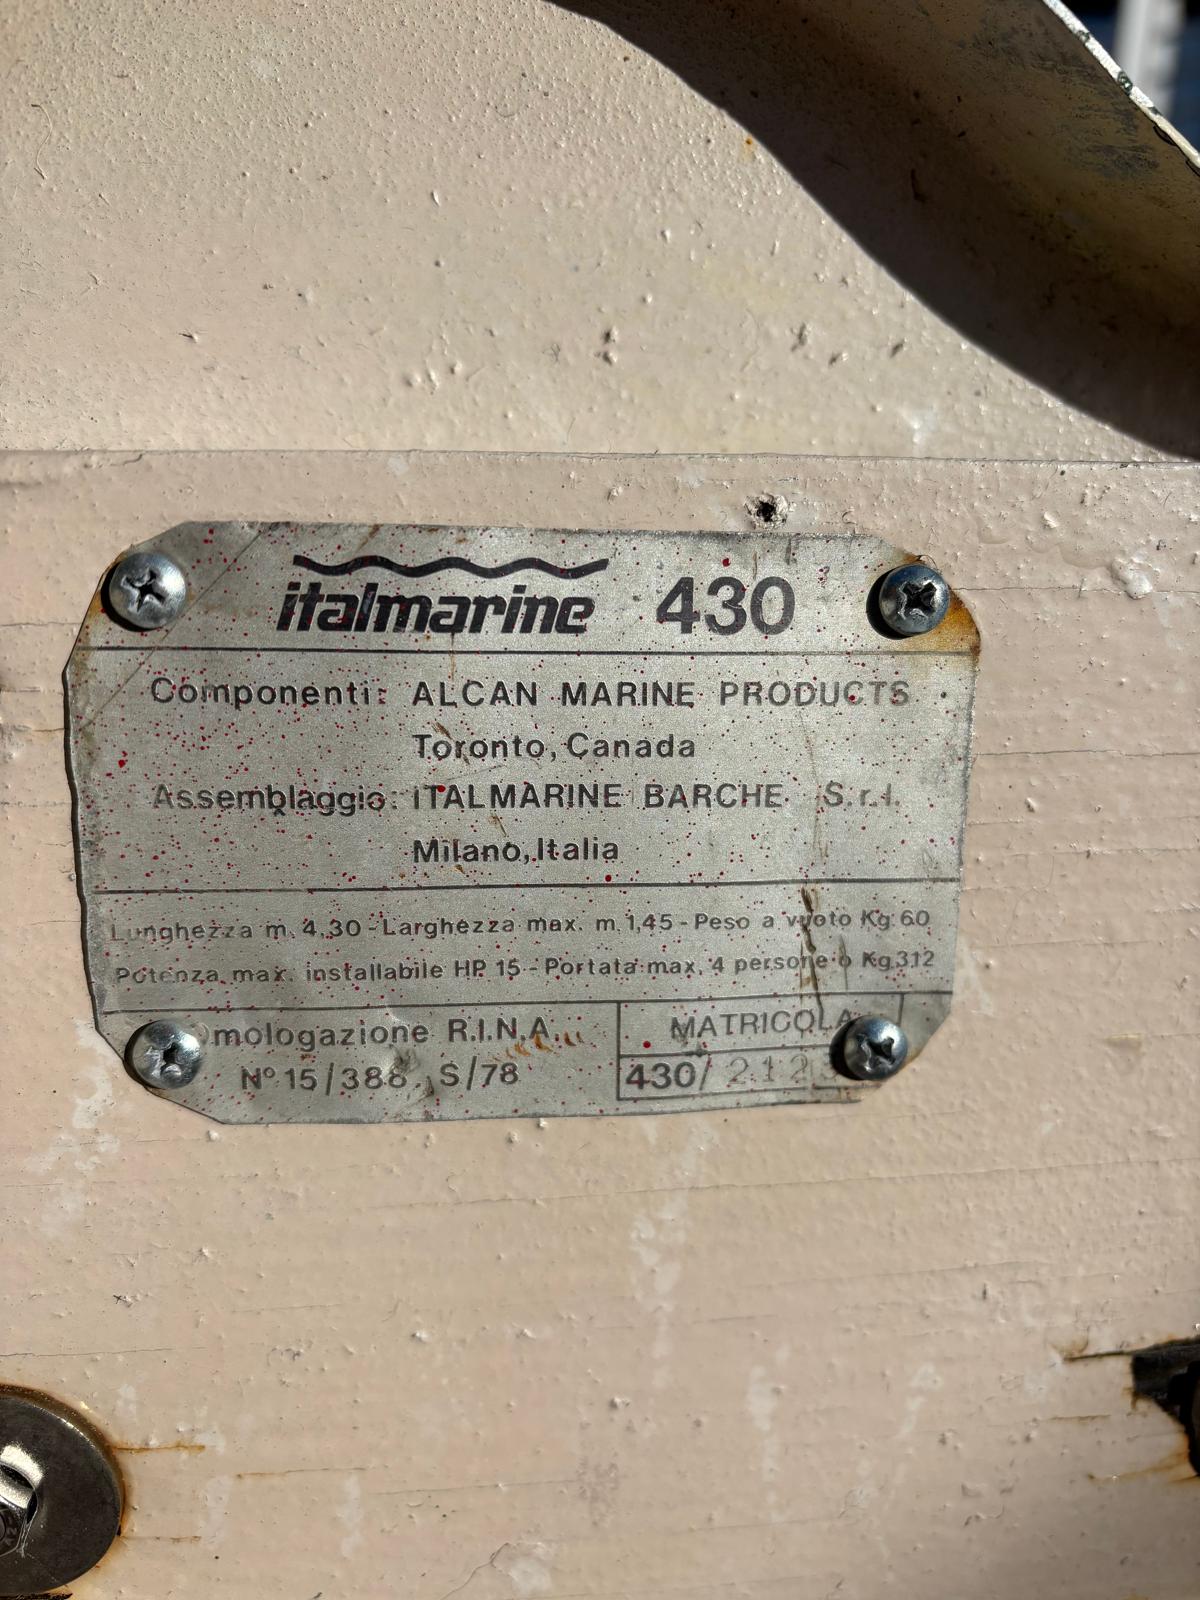 italmarine 430
Componenti: ALCAN MARINE PRODUCTS
Toronto, Canada
Assemblaggio: ITALMARINE BARCHE S.r.l.
Milano, Italia
Lunghezza m. 4,30 - Larghezza max. m 1,45 - Peso a vuoto Kg 60
Potenza max. installabile HP 15 - Portata max. 4 persone o Kg 312
Omologazione R.I.N.A.
N° 15/388. S/78
MATRICOLA
430/